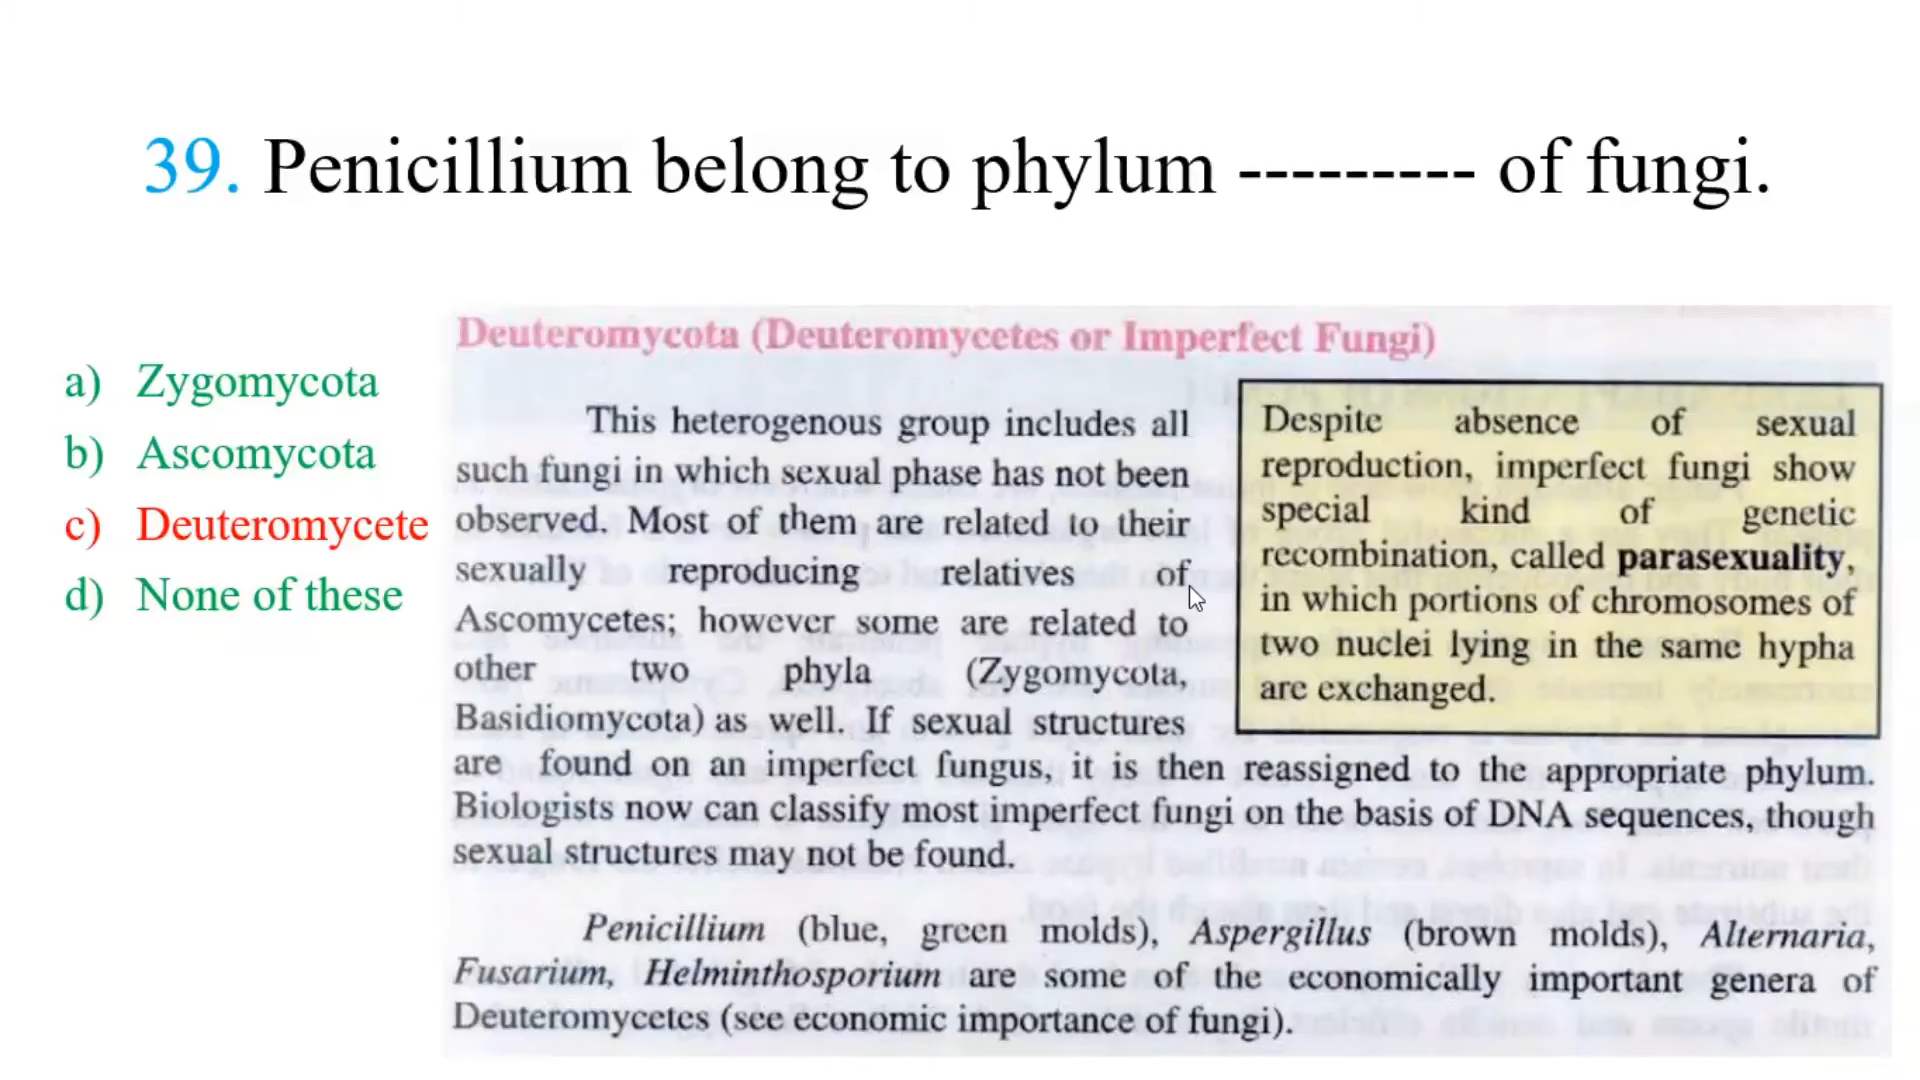 39. Penicillium belong to phylum --------- of fungi.
a) Zygomycota
b) Ascomycota
c) Deuteromycete
d) None of these
Deuteromycota (Deuteromycetes or Imperfect Fungi)
This heterogenous group includes all
such fungi in which sexual phase has not been
observed. Most of them are related to their
sexually reproducing relatives of
Ascomycetes; however some are related to
other two phyla (Zygomycota,
Basidiomycota) as well. If sexual structures
are found on an imperfect fungus, it is then reassigned to the appropriate phylum.
Biologists now can classify most imperfect fungi on the basis of DNA sequences, though
sexual structures may not be found.
Despite absence of sexual
reproduction, imperfect fungi show
special kind of genetic
recombination, called parasexuality,
in which portions of chromosomes of
two nuclei lying in the same hypha
are exchanged.
Penicillium (blue, green molds), Aspergillus (brown molds), Alternaria,
Fusarium, Helminthosporium are some of the economically important genera of
Deuteromycetes (see economic importance of fungi).